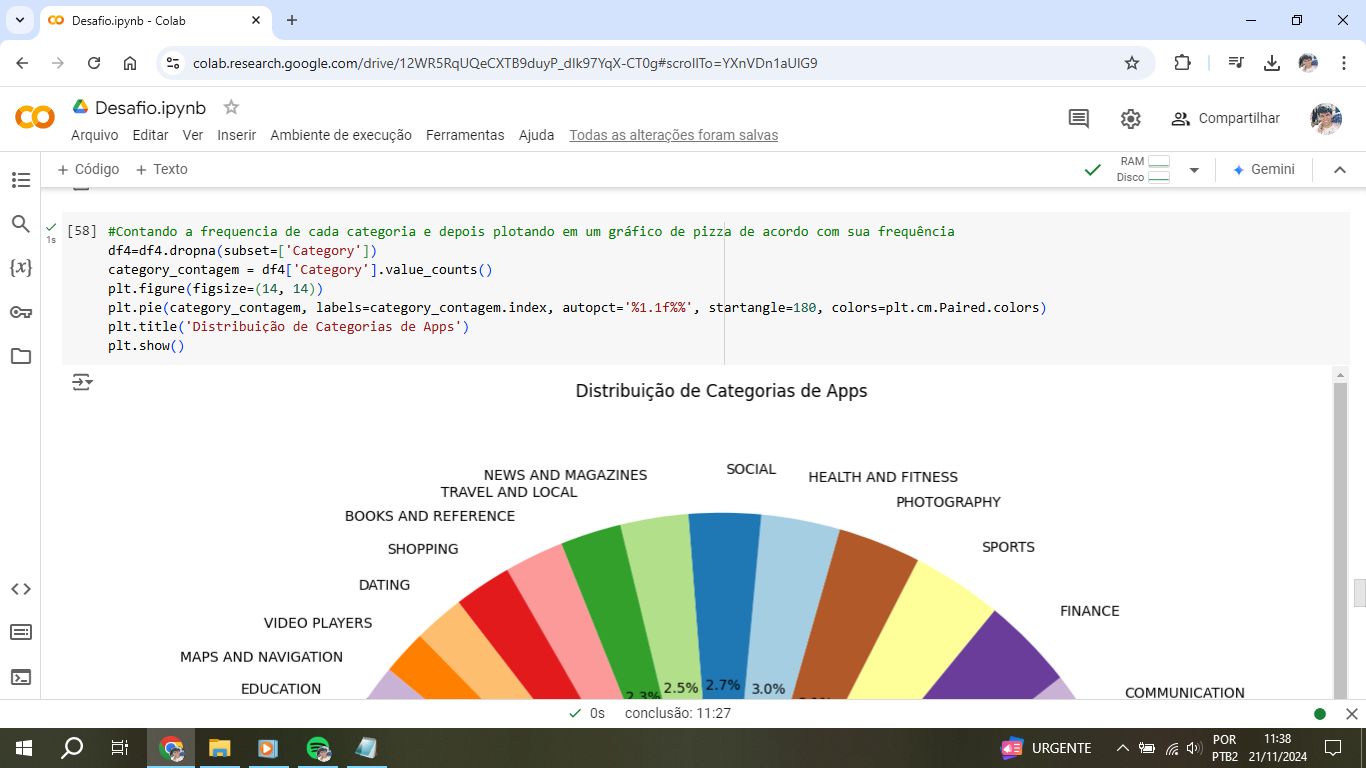 Desafio.ipynb - Colab
colab.research.google.com/drive/12WR5RqUQeCXTB9duyP_dIk97YqX-CT0g#scrollTo=YXnVDn1aUlG9
Desafio.ipynb
Arquivo Editar Ver Inserir Ambiente de execução Ferramentas Ajuda Todas as alterações foram salvas
Compartilhar
+ Código + Texto
RAM
Disco
Gemini
[58] #Contando a frequencia de cada categoria e depois plotando em um gráfico de pizza de acordo com sua frequência
1s
df4=df4.dropna(subset=['Category'])
category_contagem = df4['Category'].value_counts()
plt.figure(figsize=(14, 14))
plt.pie(category_contagem, labels=category_contagem.index, autopct='%1.1f%%', startangle=180, colors=plt.cm.Paired.colors)
plt.title('Distribuição de Categorias de Apps')
plt.show()
Distribuição de Categorias de Apps
SOCIAL
NEWS AND MAGAZINES
HEALTH AND FITNESS
TRAVEL AND LOCAL
PHOTOGRAPHY
BOOKS AND REFERENCE
SHOPPING
SPORTS
DATING
FINANCE
VIDEO PLAYERS
MAPS AND NAVIGATION
EDUCATION
COMMUNICATION
2.3% 2.5% 2.7% 3.0%
0s conclusão: 11:27
URGENTE
POR
PTB2
11:38
21/11/2024